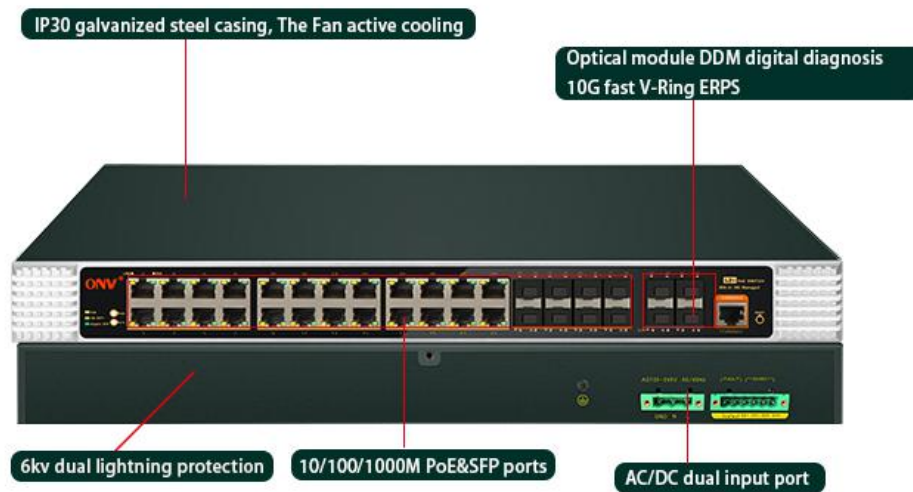 IP30 galvanized steel casing, The Fan active cooling
Optical module DDM digital diagnosis
10G fast V-Ring ERPS
ONV
6kv dual lightning protection
10/100/1000M PoE&SFP ports
AC/DC dual input port